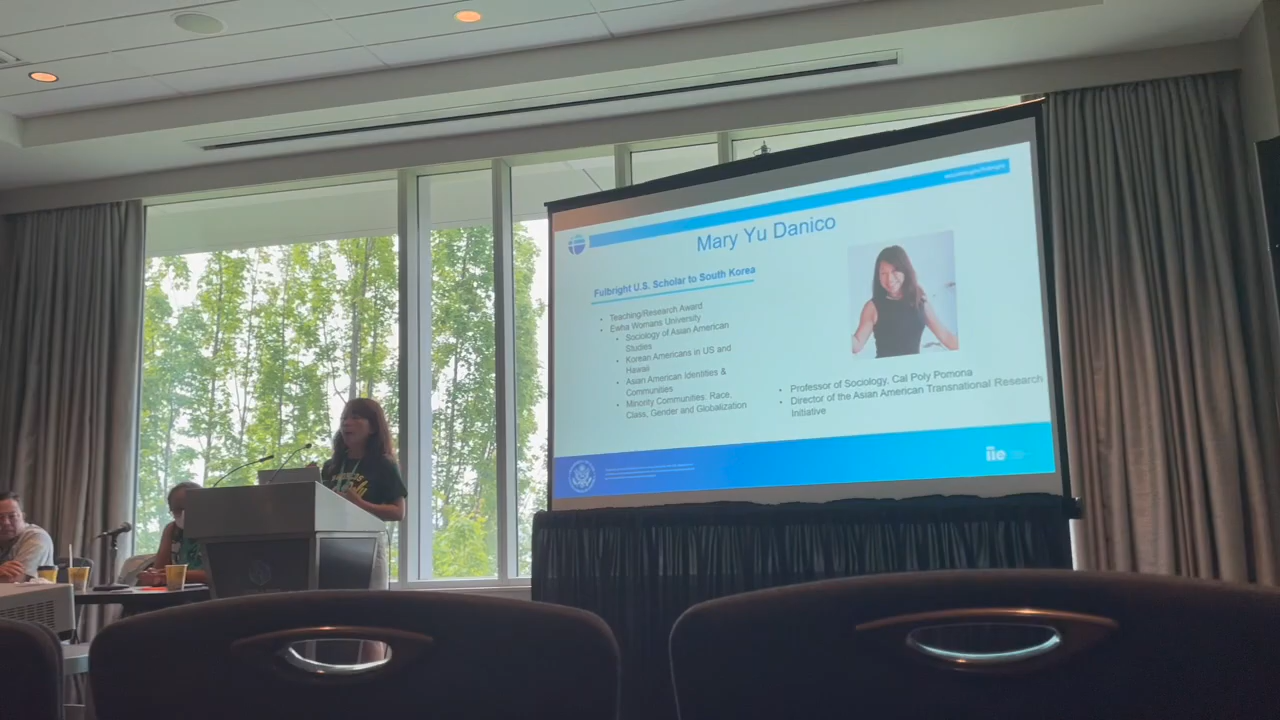 Mary Yu Danico
Fulbright U.S. Scholar to South Korea
• Teaching/Research Award
• Ewha Womans University
• Sociology of Asian American
Studies
• Korean Americans in US and
Hawaii
• Asian American Identities &
Communities
• Minority Communities: Race,
Class, Gender and Globalization
• Professor of Sociology, Cal Poly Pomona
• Director of the Asian American Transnational Research
Initiative
iie